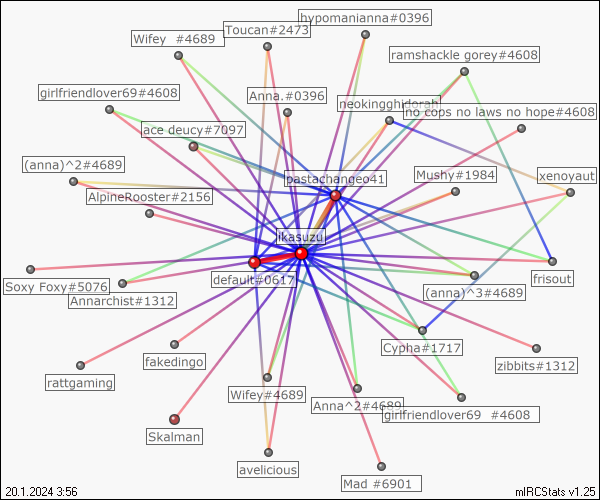 hypomanianna#0396
Toucan#2473
Wifey  #4689
ramshackle gorey#4608
girlfriendlover69#4608
Anna.#0396
neokingghidorah
no cops no laws no hope#4608
ace deucy#7097
(anna)^2#4689
pastachangeo41
Mushy#1984
xenoyaut
AlpineRooster#2156
ikasuzu
Soxy Foxy#5076
default#0617
frisout
Annarchist#1312
(anna)^3#4689
fakedingo
Cypha#1717
zibbits#1312
rattgaming
Wifey#4689
Anna^2#4689
girlfriendlover69  #4608
Skalman
avelicious
Mad #6901
20.1.2024 3:56
mIRCStats v1.25